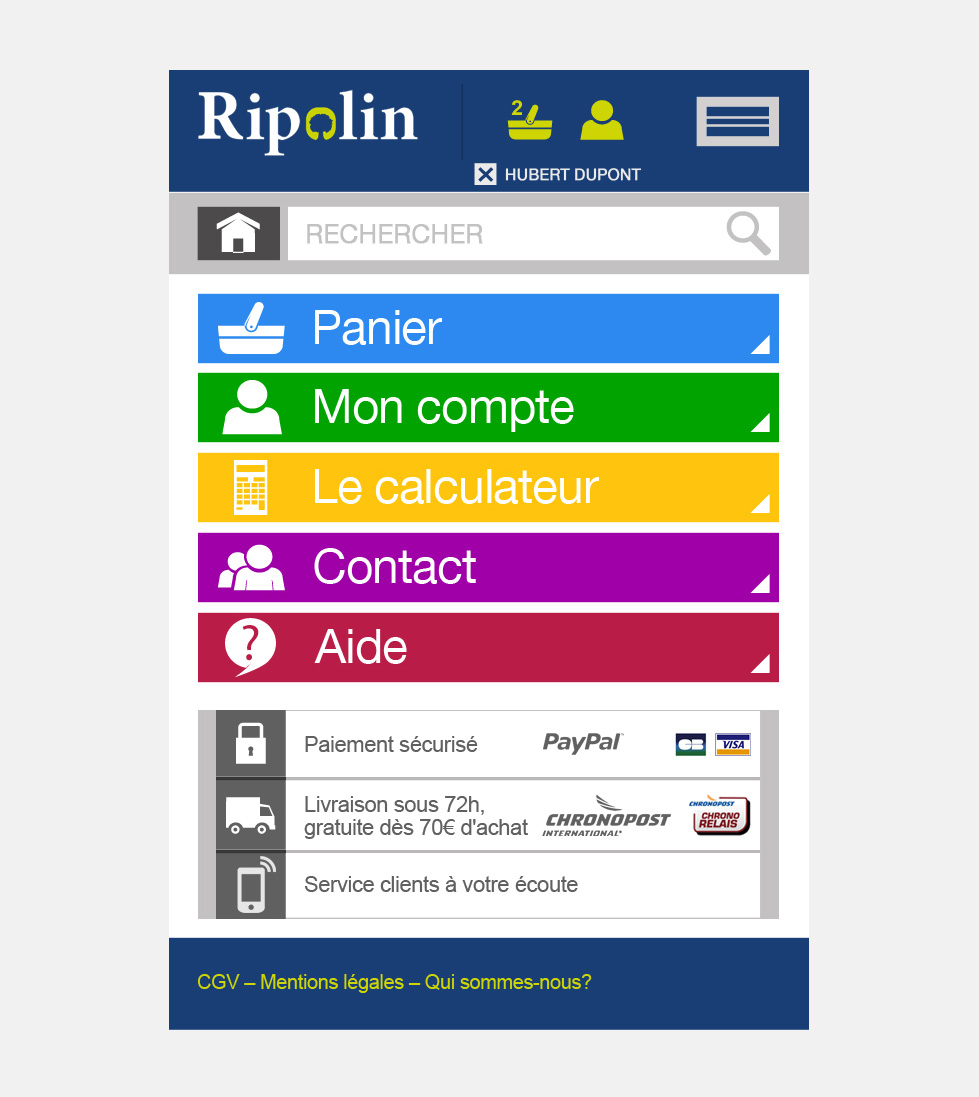 Ripolin
2
HUBERT DUPONT
RECHERCHER
Panier
Mon compte
Le calculateur
Contact
? Aide
Paiement sécurisé PayPal™ CB VISA
Livraison sous 72h,
gratuite dès 70€ d'achat
CHRONOPOST
INTERNATIONAL
CHRONOPOST
CHRONO
RELAIS
Service clients à votre écoute
CGV – Mentions légales – Qui sommes-nous?